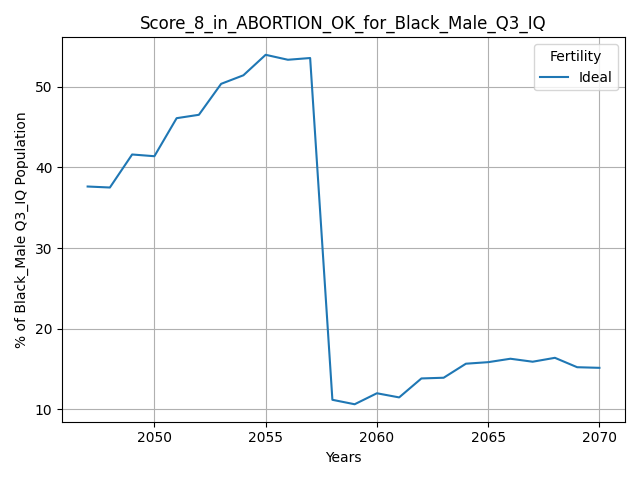 Score_8_in_ABORTION_OK_for_Black_Male_Q3_IQ
Fertility
Ideal
% of Black_Male Q3_IQ Population
50
40
30
20
10
2050
2055
2060
2065
2070
Years